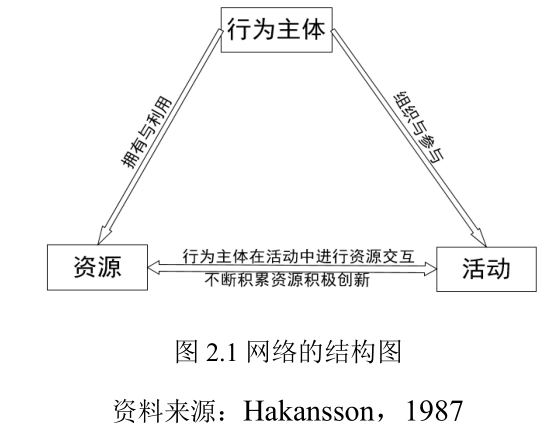 行为主体
拥有与利用
组织与参与
资源
行为主体在活动中进行资源交互
不断积累资源积极创新
活动
图 2.1 网络的结构图
资料来源：Hakansson，1987